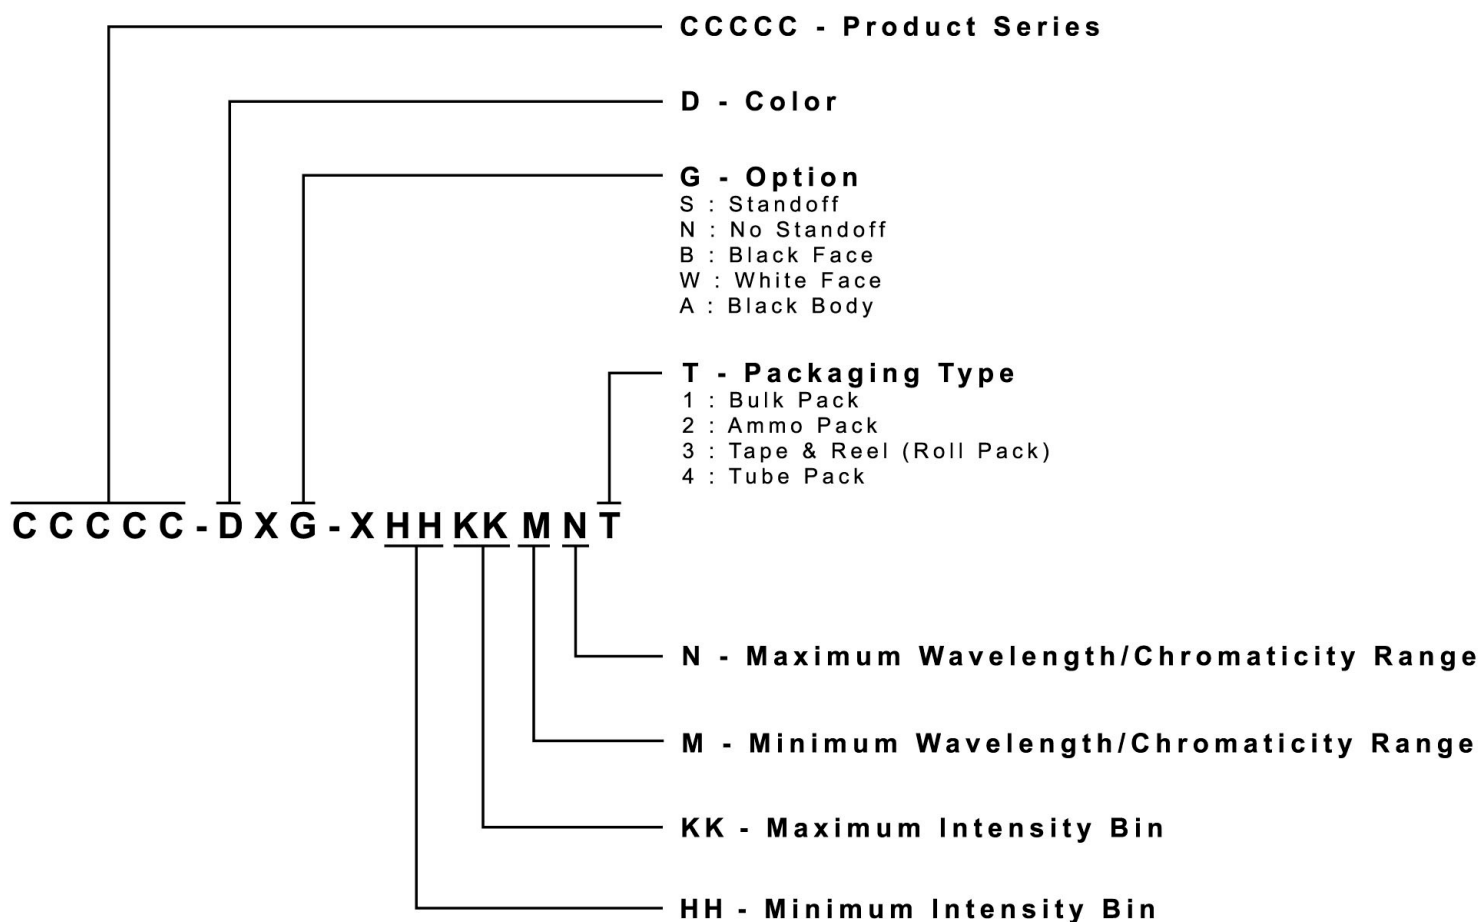 CCCCC - Product Series
D - Color
G - Option
S : Standoff
N : No Standoff
B : Black Face
W : White Face
A : Black Body
T - Packaging Type
1 : Bulk Pack
2 : Ammo Pack
3 : Tape & Reel (Roll Pack)
4 : Tube Pack
CCCCC-DXG-XHHKKMNT
N - Maximum Wavelength/Chromaticity Range
M - Minimum Wavelength/Chromaticity Range
KK - Maximum Intensity Bin
HH - Minimum Intensity Bin